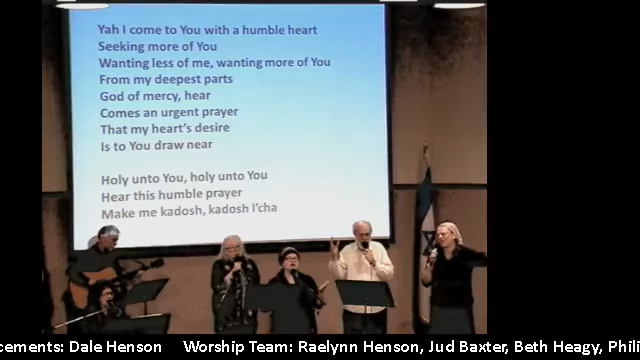 Yah I come to You with a humble heart
Seeking more of You
Wanting less of me, wanting more of You
From my deepest parts
God of mercy, hear
Comes an urgent prayer
That my heart's desire
Is to You draw near
Holy unto You, holy unto You
Hear this humble prayer
Make me kadosh, kadosh l'cha
cements: Dale Henson Worship Team: Raelynn Henson, Jud Baxter, Beth Heagy, Phili